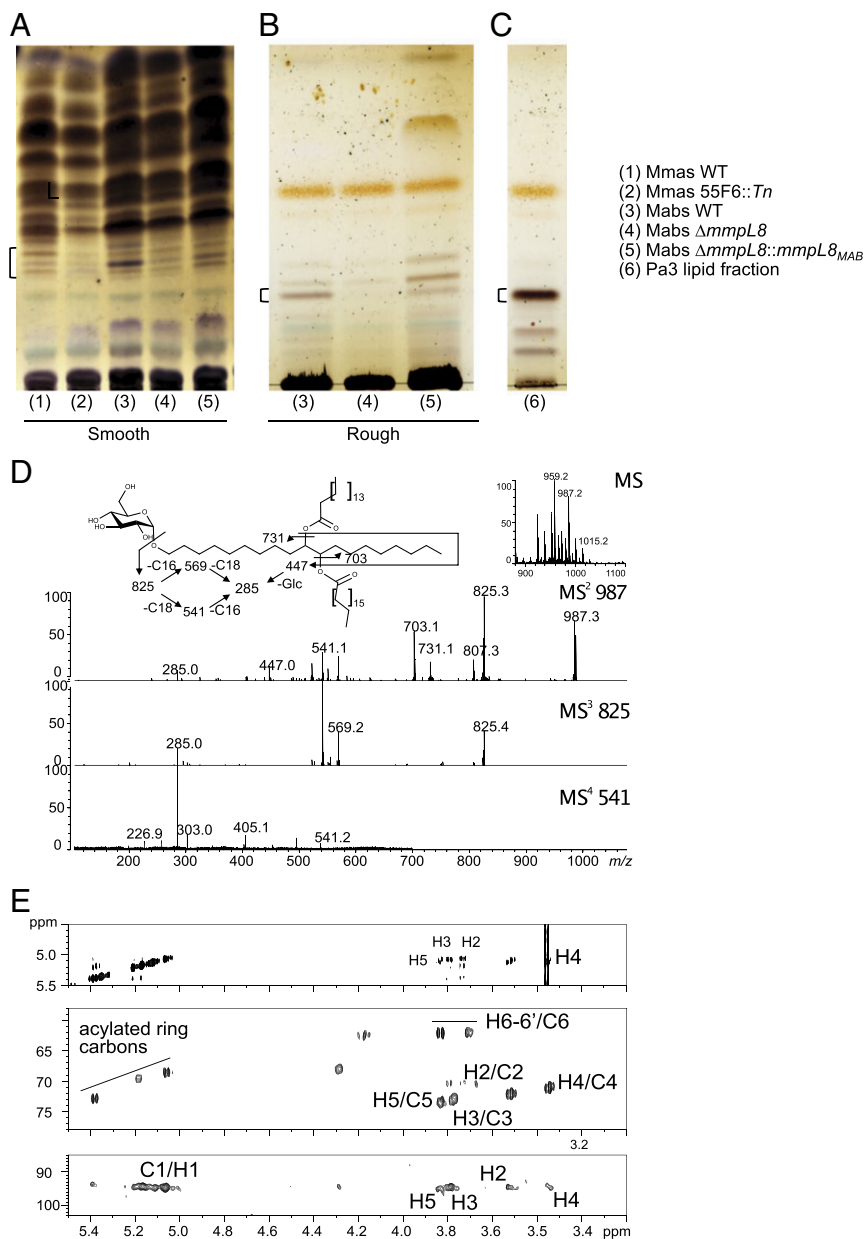 A
B
C
(1) Mmas WT
(2) Mmas 55F6::Tn
(3) Mabs WT
(4) Mabs ΔmmpL8
(5) Mabs ΔmmpL8::mmpL8MAB
(6) Pa3 lipid fraction
(1) (2) (3) (4) (5)
Smooth
(3) (4) (5)
Rough
(6)
D
OH
HO
HO
OH
OH
O
O
O
O
13
731
703
O
O
15
825
-C16 569 -C18
285
447
-Glc
-C18 541 -C16
MS
100
50
0
959.2
987.2
1015.2
900 1000 1100
MS2 987
100
50
0
285.0
447.0
541.1
703.1
731.1
807.3
825.3
987.3
MS3 825
100
50
0
285.0
569.2
825.4
MS4 541
100
50
0
226.9
303.0
405.1
541.2
200 300 400 500 600 700 800 900 1000 m/z
E
ppm
5.0
5.5
H5
H3
H2
H4
acylated ring
carbons
65
70
75
H6-6'/C6
H2/C2
H4/C4
H5/C5
H3/C3
3.2
90
100
C1/H1
H5
H3
H2
H4
5.4 5.2 5.0 4.8 4.6 4.4 4.2 4.0 3.8 3.6 3.4 ppm